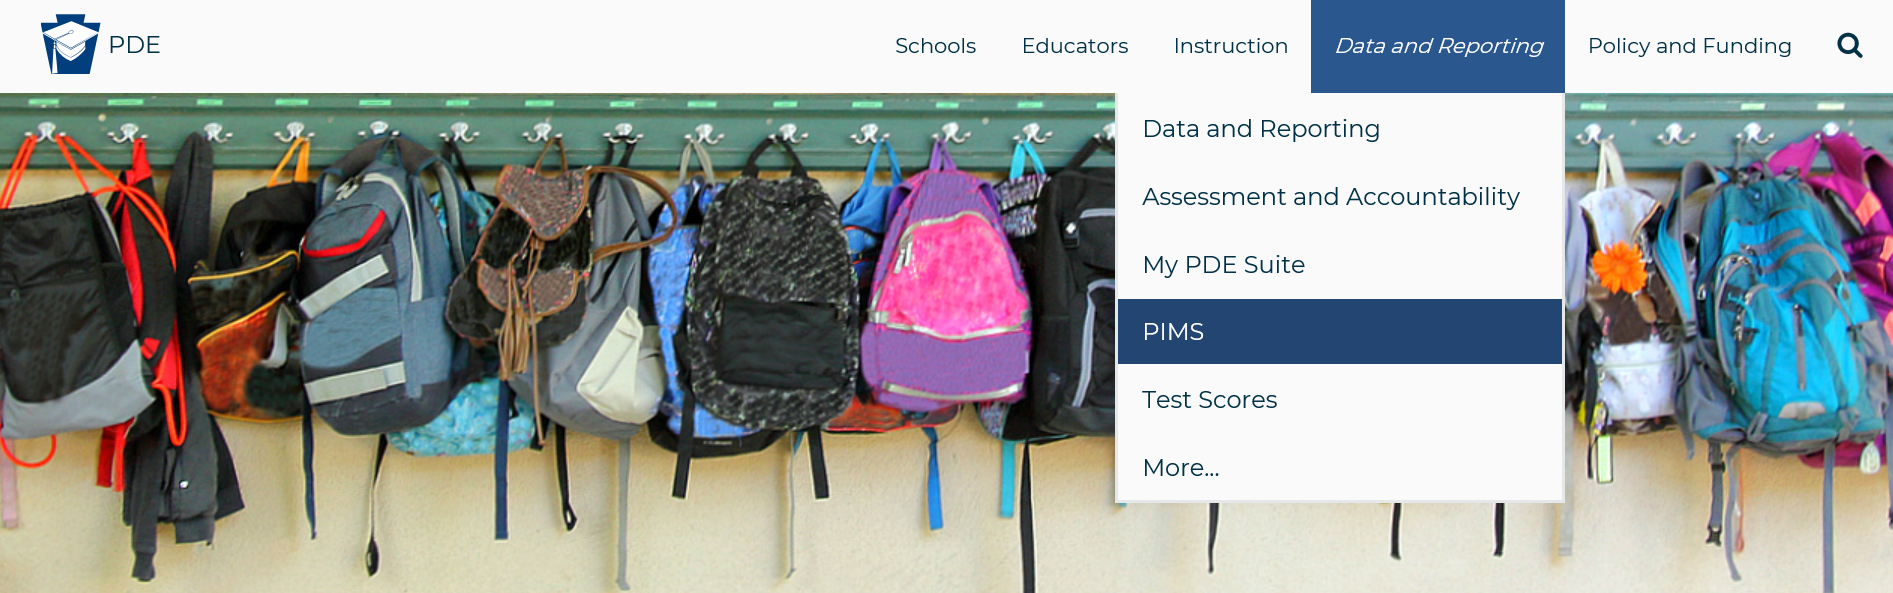 PDE
Schools Educators Instruction Data and Reporting Policy and Funding
Data and Reporting
Assessment and Accountability
My PDE Suite
PIMS
Test Scores
More...